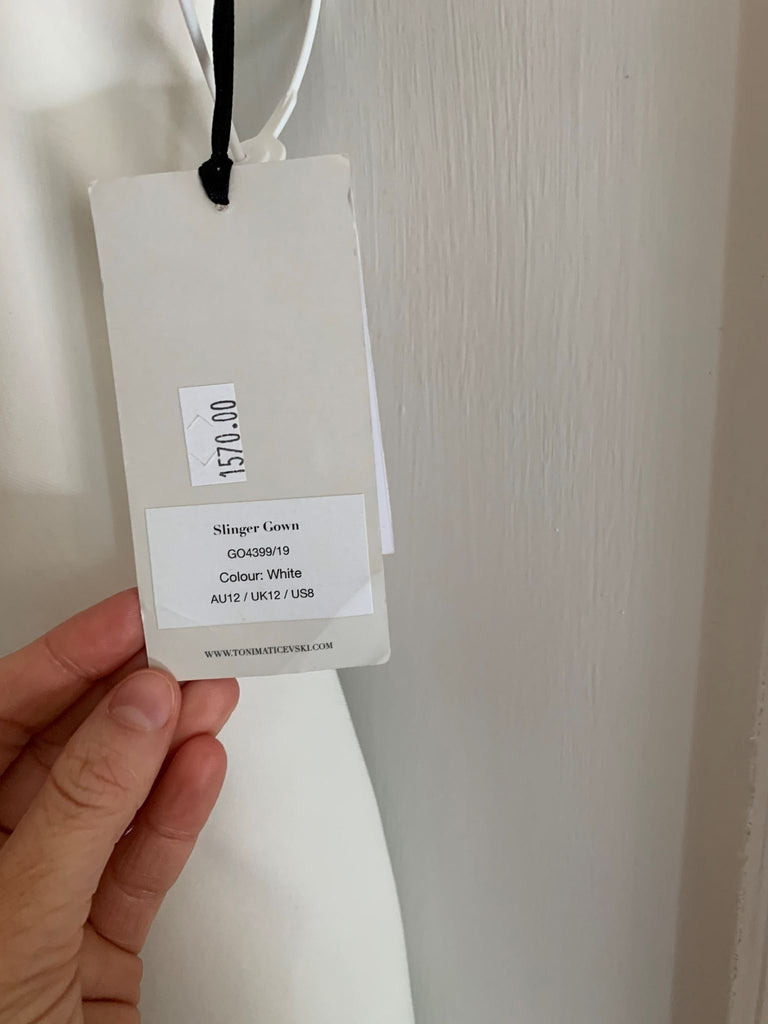 1570.00
Slinger Gown
GO4399/19
Colour: White
AU12 / UK12 / US8
WWW.TONIMATICEVSKI.COM